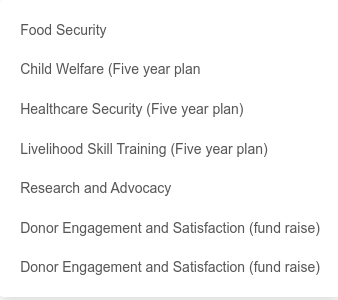 Food Security
Child Welfare (Five year plan
Healthcare Security (Five year plan)
Livelihood Skill Training (Five year plan)
Research and Advocacy
Donor Engagement and Satisfaction (fund raise)
Donor Engagement and Satisfaction (fund raise)